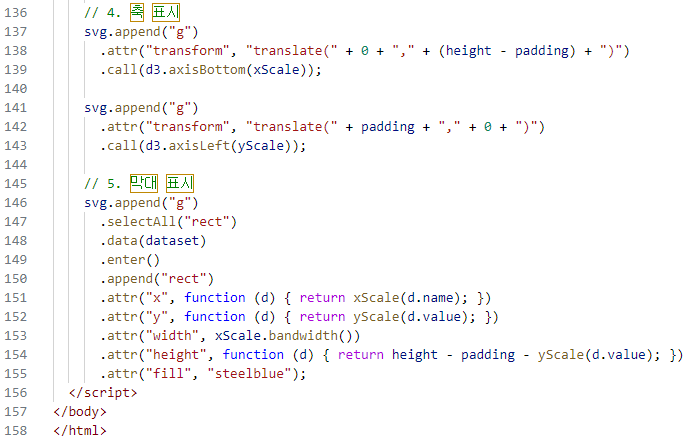 136 // 4. 축 표시
137 svg.append("g")
138 .attr("transform", "translate(" + 0 + "," + (height - padding) + ")")
139 .call(d3.axisBottom(xScale));
140
141 svg.append("g")
142 .attr("transform", "translate(" + padding + "," + 0 + ")")
143 .call(d3.axisLeft(yScale));
144
145 // 5. 막대 표시
146 svg.append("g")
147 .selectAll("rect")
148 .data(dataset)
149 .enter()
150 .append("rect")
151 .attr("x", function (d) { return xScale(d.name); })
152 .attr("y", function (d) { return yScale(d.value); })
153 .attr("width", xScale.bandwidth())
154 .attr("height", function (d) { return height - padding - yScale(d.value); })
155 .attr("fill", "steelblue");
156 </script>
157 </body>
158 </html>